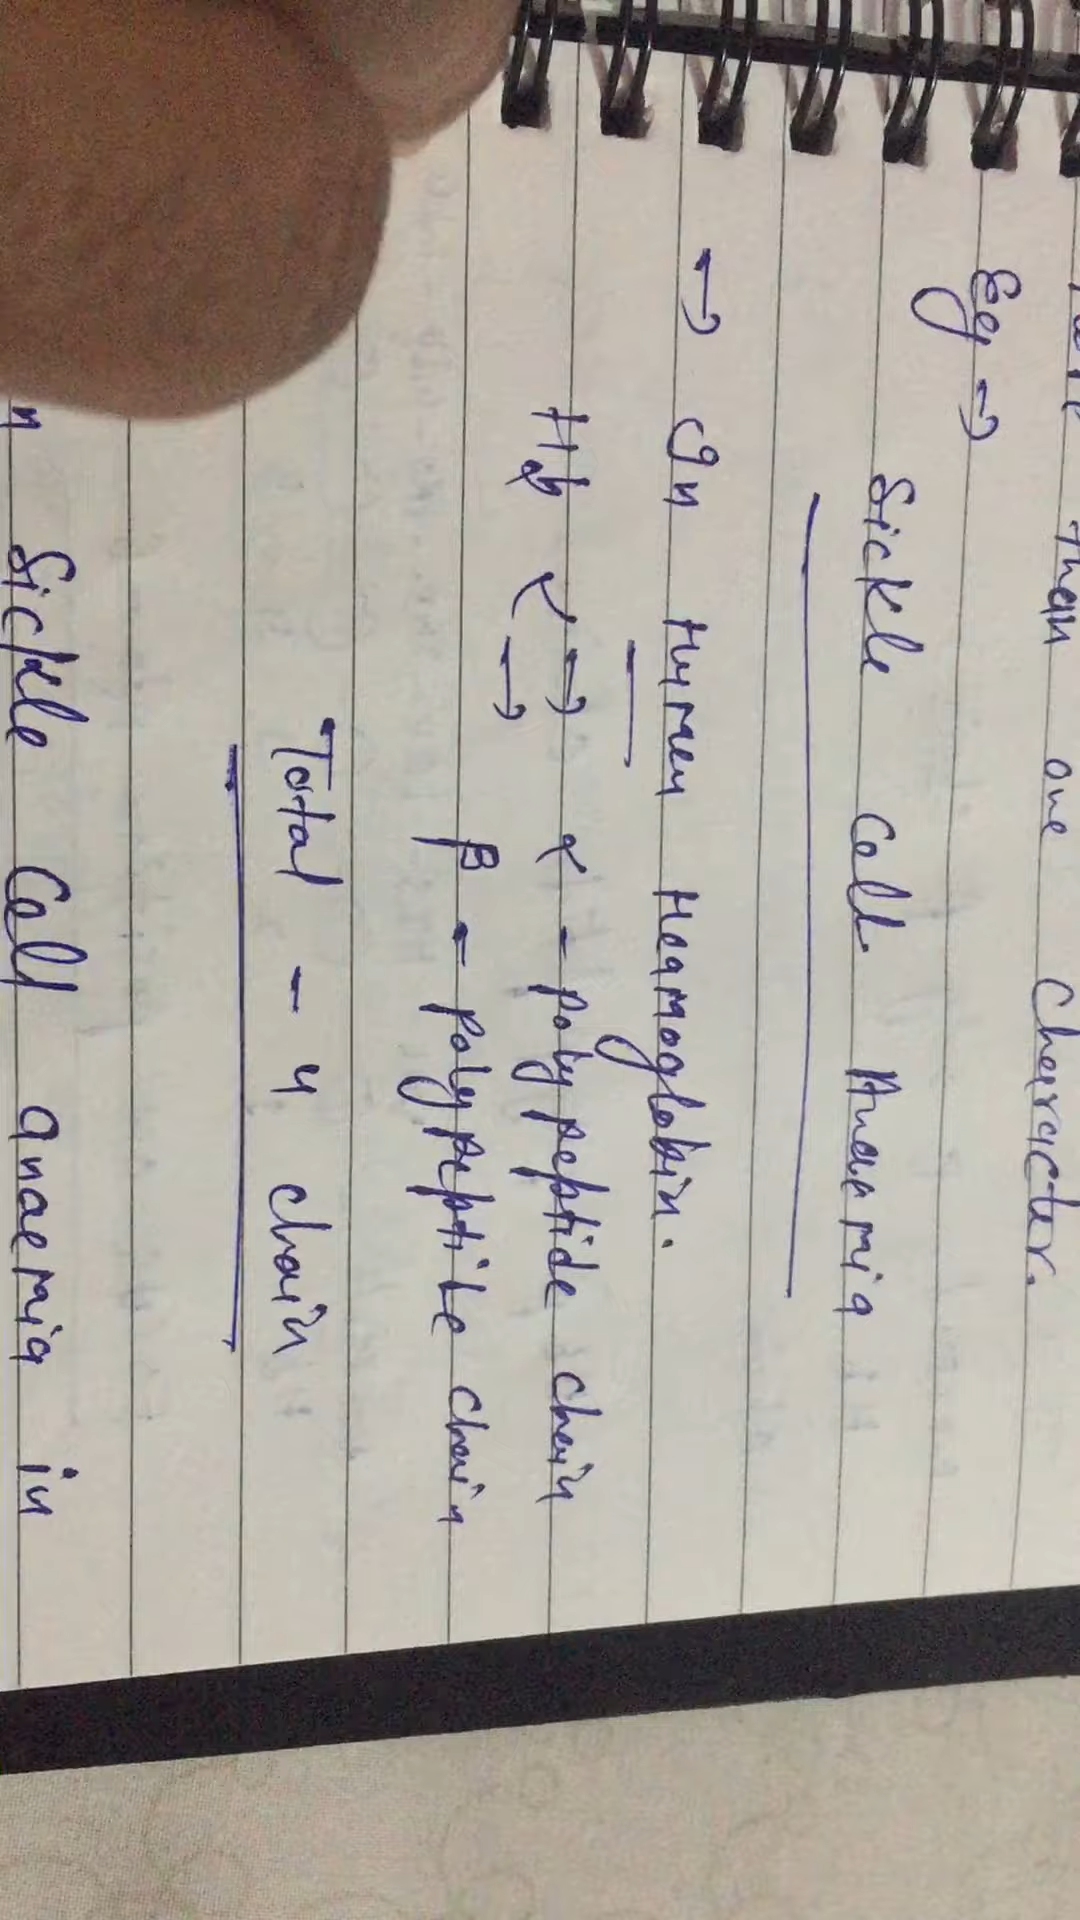 than one Character.
Eg →
Sickle Cell Anaemia
→ In Human Heamoglobin.
Hb → α - polypeptide chain
→ β - polypeptide chain
Total - 4 chain
n Sickle Cell anaemia in